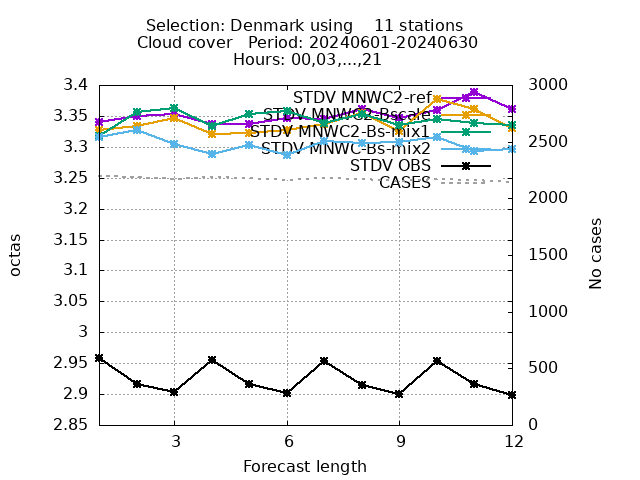 Selection: Denmark using    11 stations
Cloud cover   Period: 20240601-20240630
Hours: 00,03,...,21
3.4
3.35
3.3
3.25
3.2
3.15
3.1
3.05
3
2.95
2.9
2.85
octas
STDV MNWC2-ref
STDV MNWC2-Bscale
STDV MNWC2-Bs-mix1
STDV MNWC-Bs-mix2
STDV OBS
CASES
3000
2500
2000
1500
1000
500
0
No cases
3 6 9 12
Forecast length